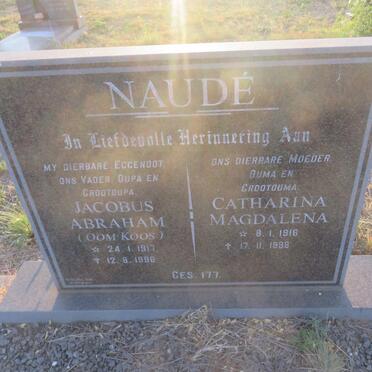 NAUDÉ
In Liefdevolle Herinnering Aan
MY DIERBARE EGGENOOT,
ONS VADER, OUPA EN
GROOTOUPA.
JACOBUS
ABRAHAM
(OOM KOOS)
☆ 24.1.1917
† 12.8.1996
ONS DIERBARE MOEDER
OUMA EN
GROOTOUMA
CATHARINA
MAGDALENA
☆ 8.1.1916
† 17.11.1998
GES. 177.